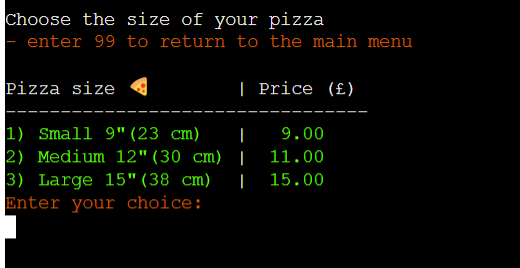 Choose the size of your pizza
- enter 99 to return to the main menu
Pizza size 🍕 | Price (£)
---------------------------------
1) Small 9"(23 cm) | 9.00
2) Medium 12"(30 cm) | 11.00
3) Large 15"(38 cm) | 15.00
Enter your choice: